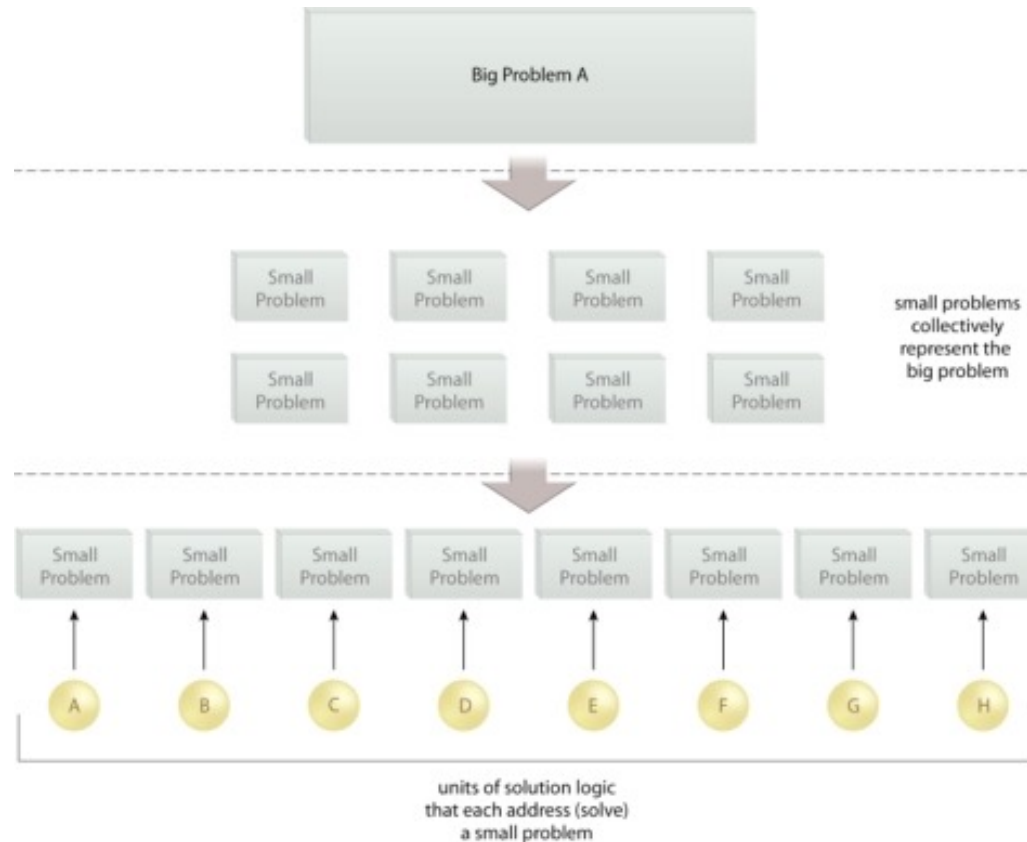 Big Problem A
Small Small Small Small
Problem Problem Problem Problem
small problems
collectively
represent the
big problem
Small Small Small Small
Problem Problem Problem Problem
Small Small Small Small Small Small Small Small
Problem Problem Problem Problem Problem Problem Problem Problem
A B C D E F G H
units of solution logic
that each address (solve)
a small problem